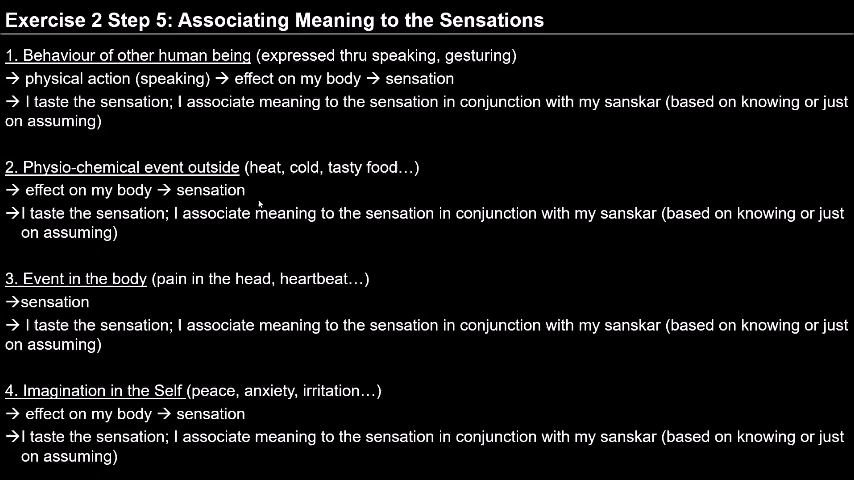 Exercise 2 Step 5: Associating Meaning to the Sensations
1. Behaviour of other human being (expressed thru speaking, gesturing)
→ physical action (speaking) → effect on my body → sensation
→ I taste the sensation; I associate meaning to the sensation in conjunction with my sanskar (based on knowing or just
on assuming)
2. Physio-chemical event outside (heat, cold, tasty food…)
→ effect on my body → sensation
→I taste the sensation; I associate meaning to the sensation in conjunction with my sanskar (based on knowing or just
on assuming)
3. Event in the body (pain in the head, heartbeat…)
→sensation
→ I taste the sensation; I associate meaning to the sensation in conjunction with my sanskar (based on knowing or just
on assuming)
4. Imagination in the Self (peace, anxiety, irritation…)
→ effect on my body → sensation
→I taste the sensation; I associate meaning to the sensation in conjunction with my sanskar (based on knowing or just
on assuming)